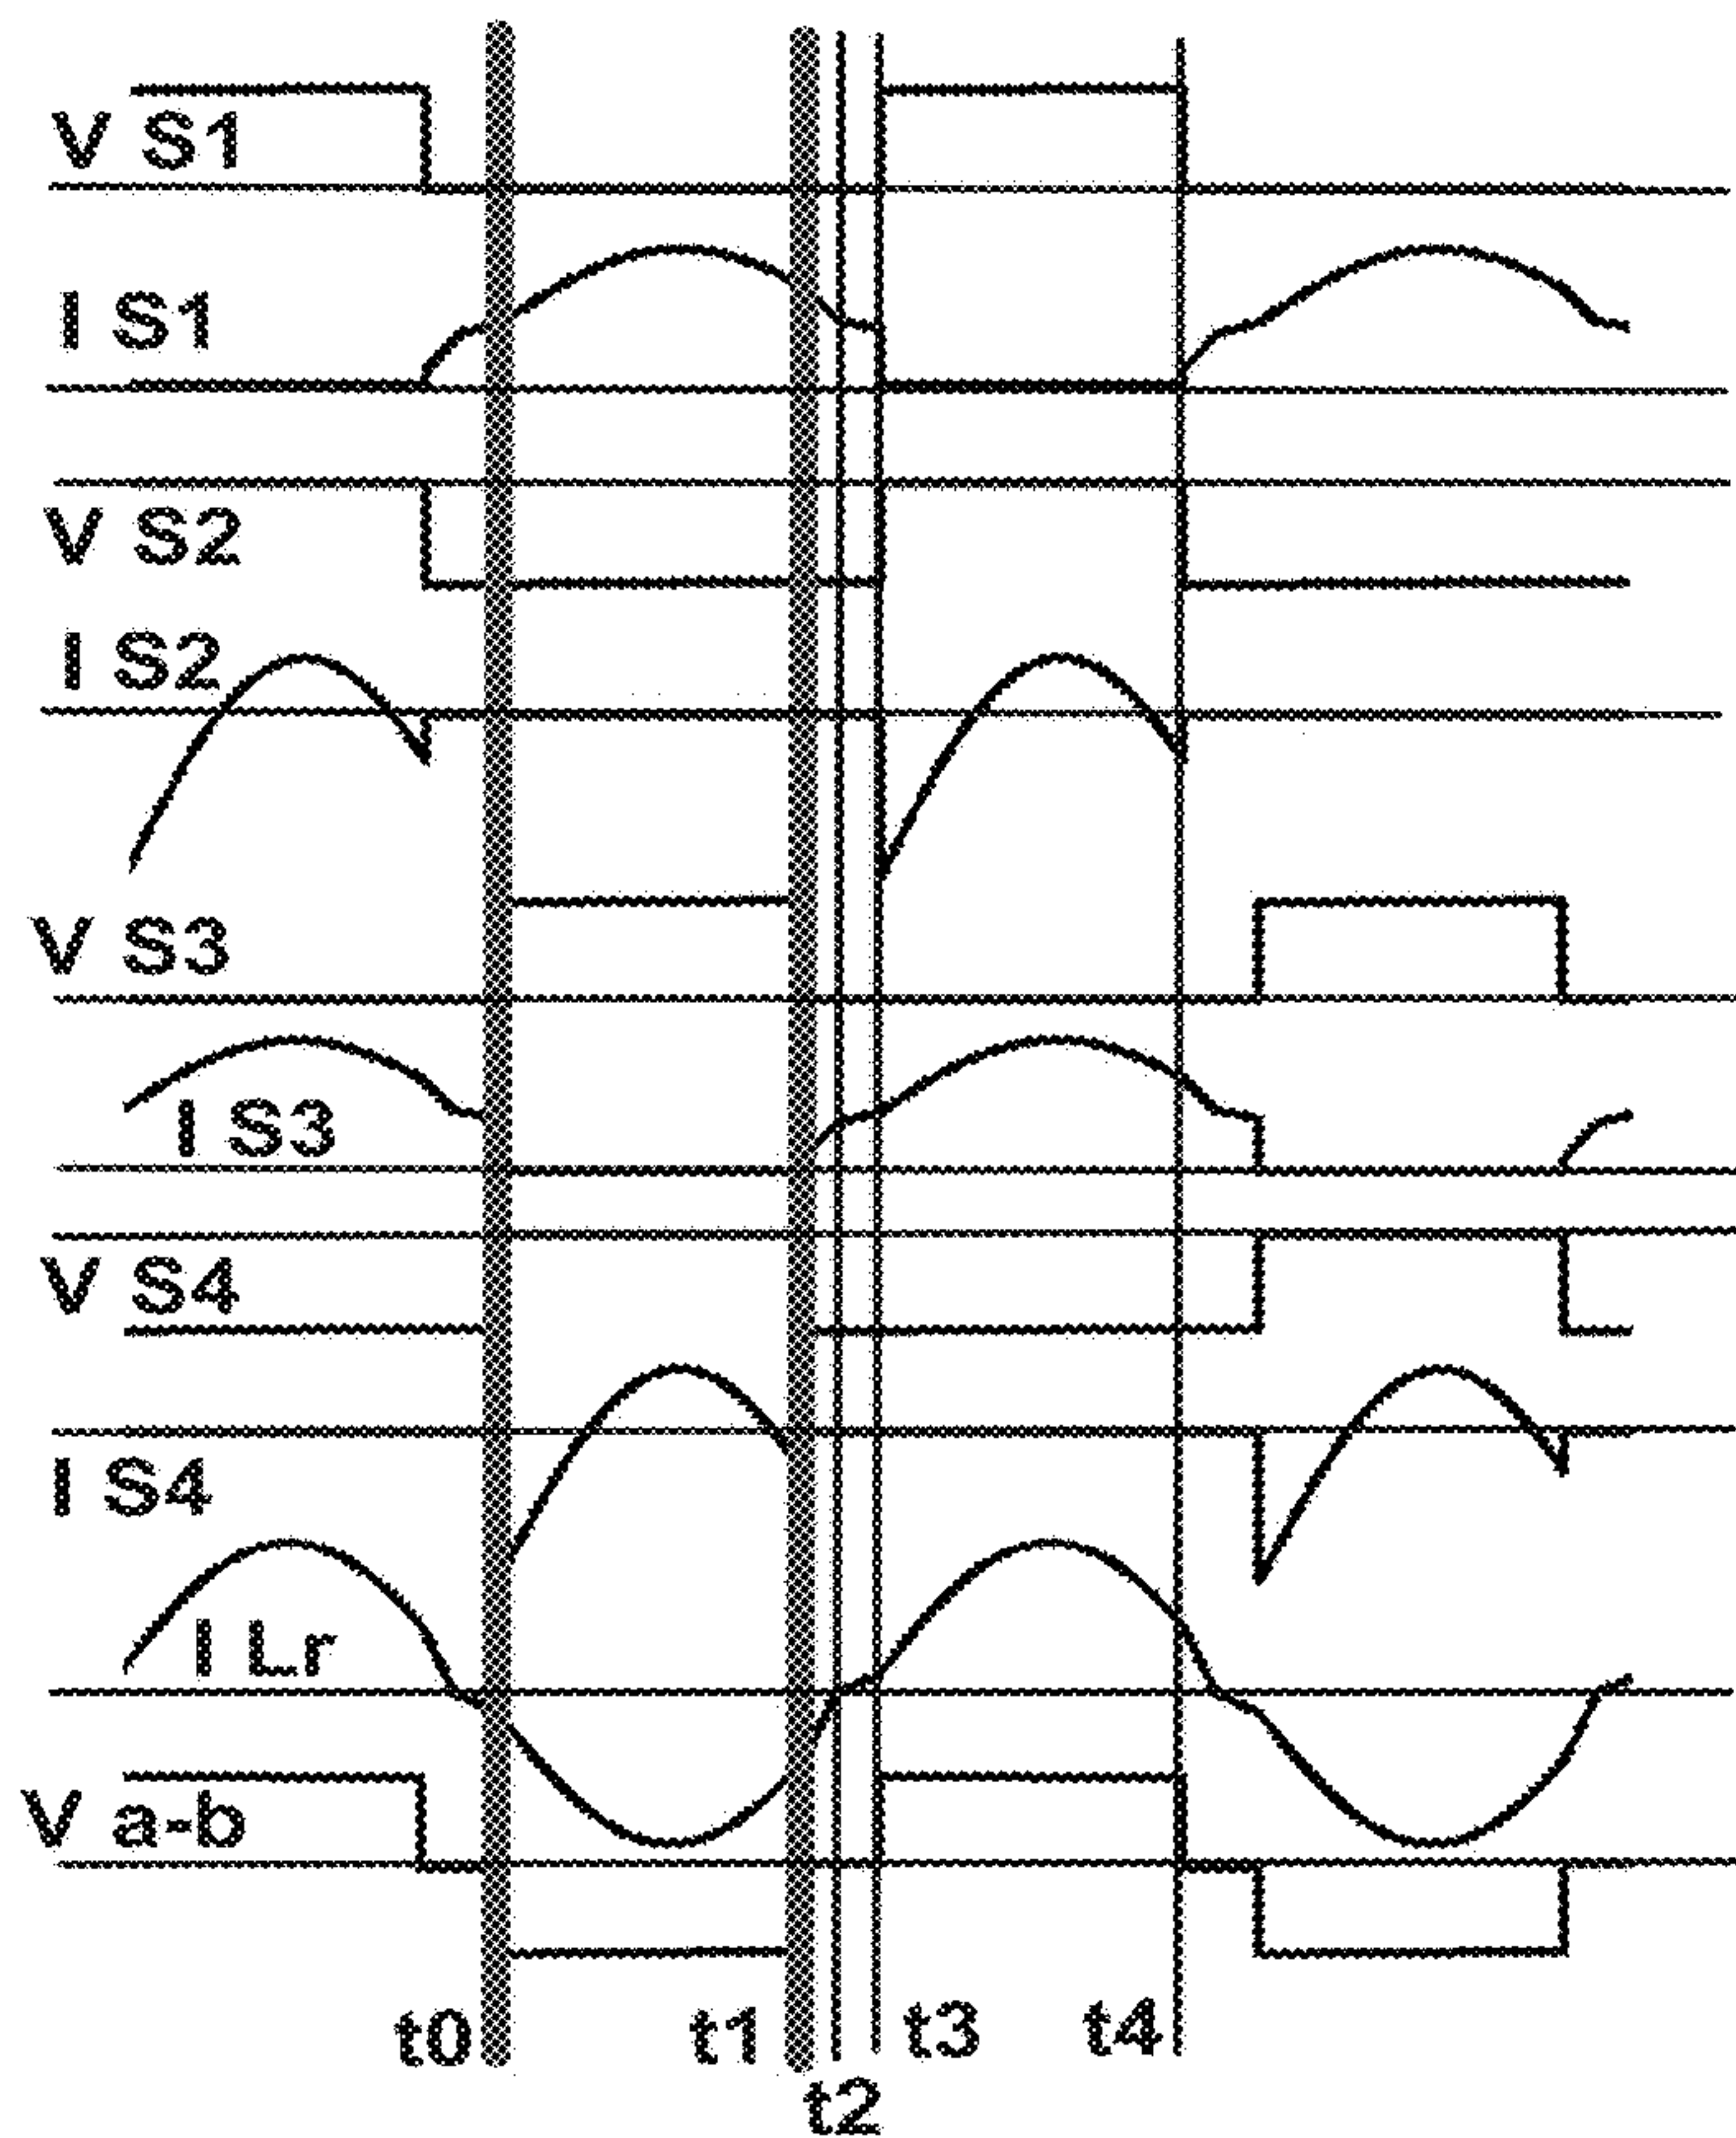 V S1
I S1
V S2
I S2
V S3
I S3
V S4
I S4
I Lr
V a-b
t0 t1 t3 t4
t2